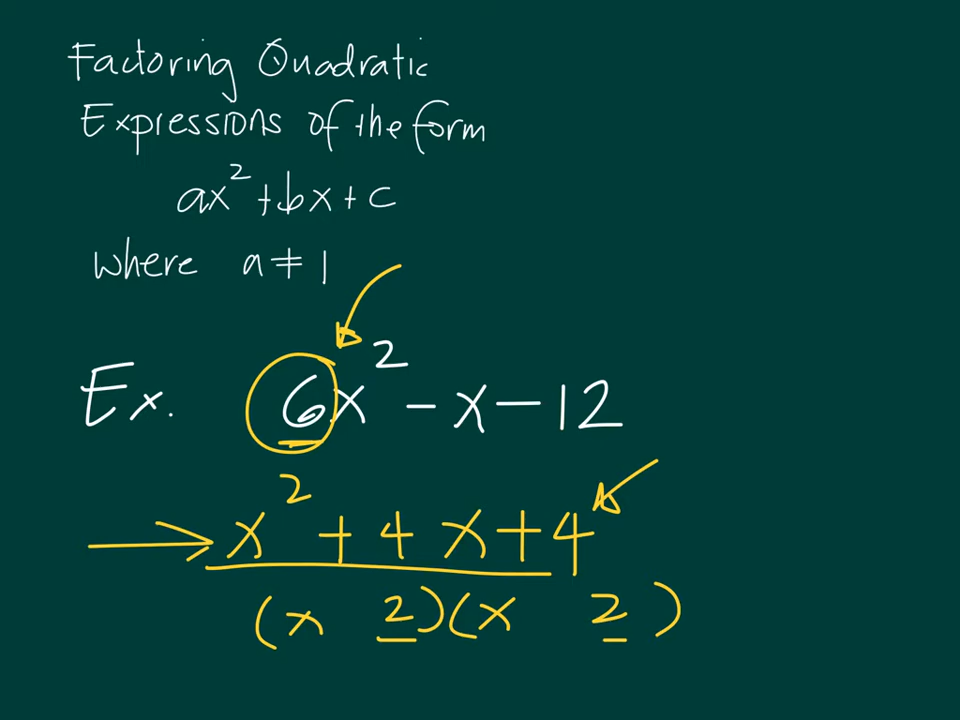 Factoring Quadratic
Expressions of the form
ax² + bx + c
where a ≠ 1
Ex. 6x² - x - 12
x² + 4x + 4
(x 2)(x 2)